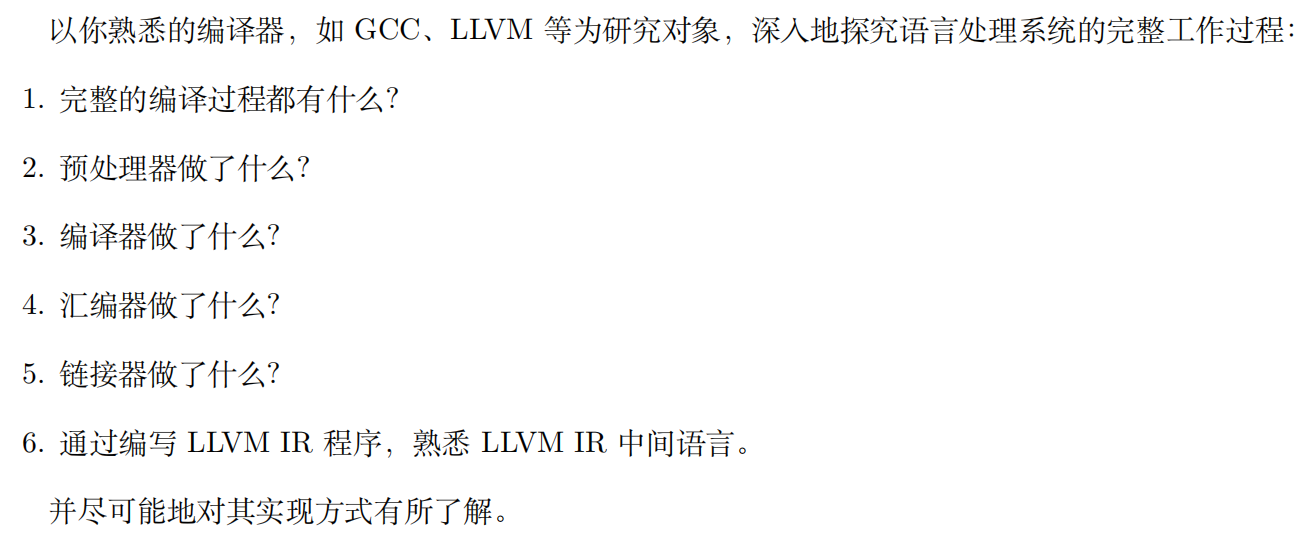 以你熟悉的编译器，如 GCC、LLVM 等为研究对象，深入地探究语言处理系统的完整工作过程：
1. 完整的编译过程都有什么？
2. 预处理器做了什么？
3. 编译器做了什么？
4. 汇编器做了什么？
5. 链接器做了什么？
6. 通过编写 LLVM IR 程序，熟悉 LLVM IR 中间语言。
并尽可能地对其实现方式有所了解。